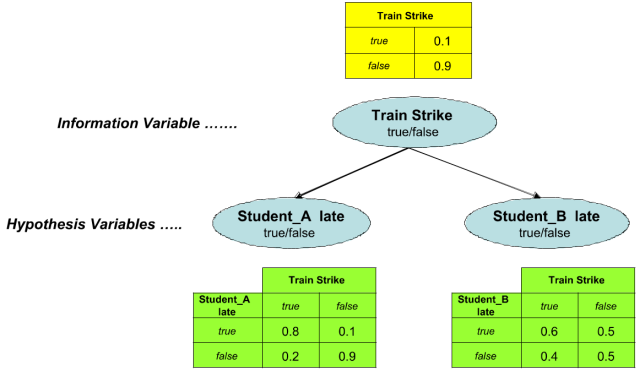 Train Strike
true 0.1
false 0.9
Information Variable …….
Train Strike
true/false
Hypothesis Variables …..
Student_A late
true/false
Student_B late
true/false
Train Strike
Student_A late true false
true 0.8 0.1
false 0.2 0.9
Train Strike
Student_B late true false
true 0.6 0.5
false 0.4 0.5